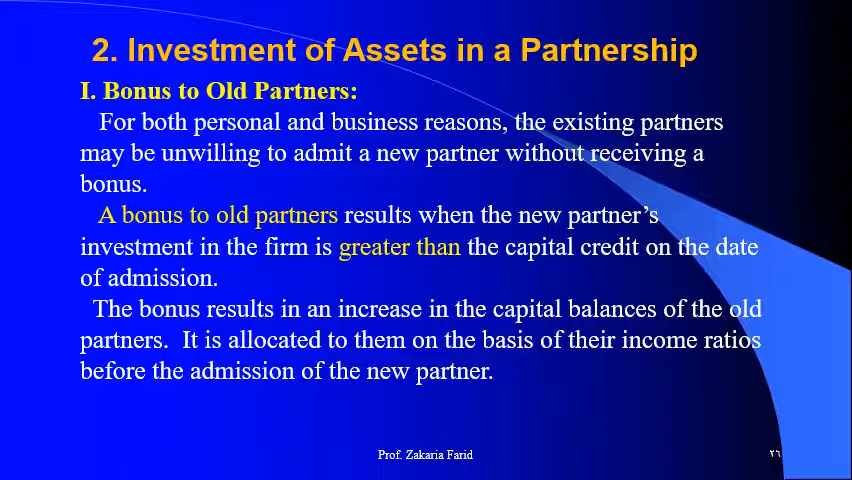 2. Investment of Assets in a Partnership
I. Bonus to Old Partners:
For both personal and business reasons, the existing partners
may be unwilling to admit a new partner without receiving a
bonus.
A bonus to old partners results when the new partner’s
investment in the firm is greater than the capital credit on the date
of admission.
The bonus results in an increase in the capital balances of the old
partners. It is allocated to them on the basis of their income ratios
before the admission of the new partner.
Prof. Zakaria Farid
٢٦